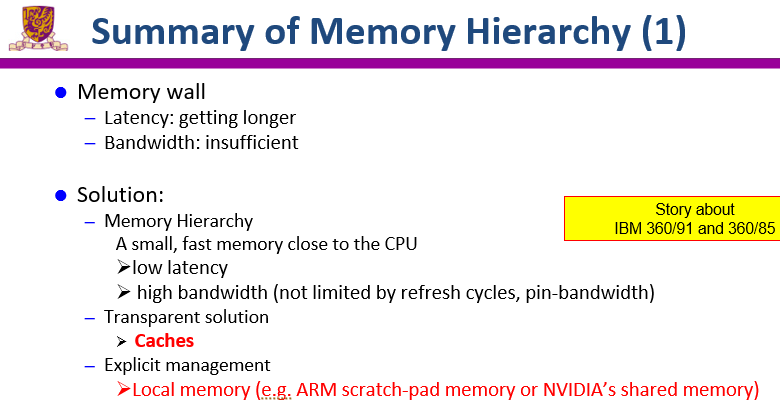 Summary of Memory Hierarchy (1)
● Memory wall
– Latency: getting longer
– Bandwidth: insufficient
● Solution:
– Memory Hierarchy
A small, fast memory close to the CPU
➢low latency
➢ high bandwidth (not limited by refresh cycles, pin-bandwidth)
– Transparent solution
➢ Caches
– Explicit management
➢Local memory (e.g. ARM scratch-pad memory or NVIDIA’s shared memory)
Story about
IBM 360/91 and 360/85